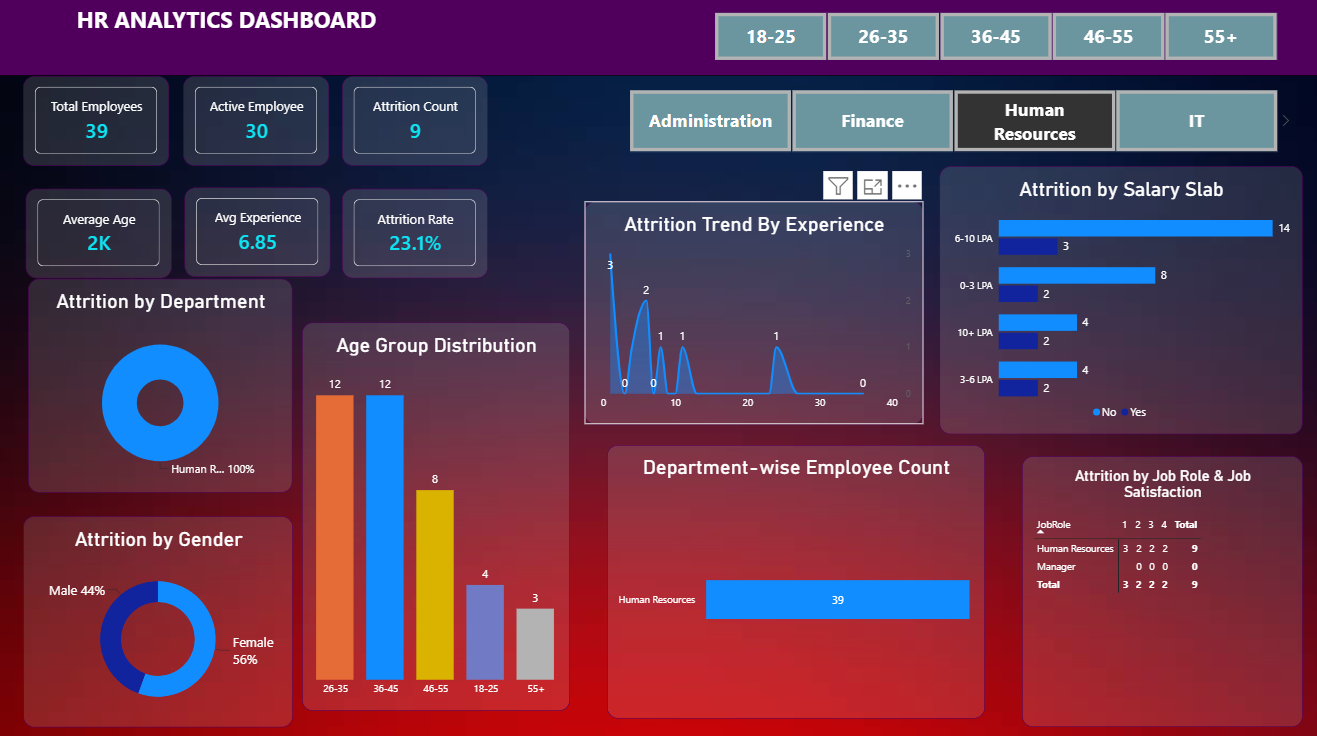 HR ANALYTICS DASHBOARD
18-25
26-35
36-45
46-55
55+
Total Employees
39
Active Employee
30
Attrition Count
9
Administration
Finance
Human
Resources
IT
Average Age
2K
Avg Experience
6.85
Attrition Rate
23.1%
Attrition Trend By Experience
3
2
1
0
3
0
2
0
1
1
1
0
0
10
20
30
40
Attrition by Salary Slab
6-10 LPA
14
3
0-3 LPA
8
2
10+ LPA
4
2
3-6 LPA
4
2
No Yes
Attrition by Department
Human R... 100%
Age Group Distribution
12
12
8
4
3
26-35
36-45
46-55
18-25
55+
Attrition by Gender
Male 44%
Female
56%
Department-wise Employee Count
Human Resources
39
Attrition by Job Role & Job
Satisfaction
JobRole 1 2 3 4 Total
Human Resources 3 2 2 2 9
Manager 0 0 0 0
Total 3 2 2 2 9